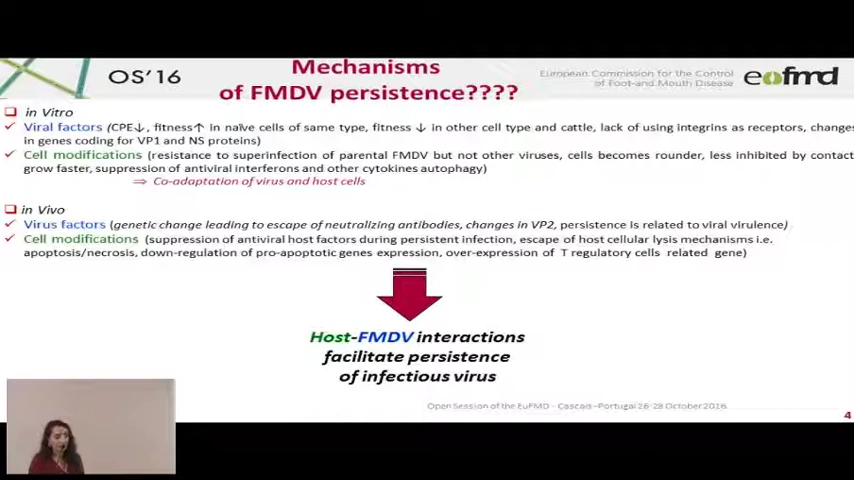 OS'16
Mechanisms
of FMDV persistence????
European Commission for the Control
of Foot-and-Mouth Disease
eofmd
in Vitro
Viral factors (CPE↓, fitness↑ in naïve cells of same type, fitness ↓ in other cell type and cattle, lack of using integrins as receptors, changes
in genes coding for VP1 and NS proteins)
Cell modifications (resistance to superinfection of parental FMDV but not other viruses, cells becomes rounder, less inhibited by contact
grow faster, suppression of antiviral interferons and other cytokines autophagy)
⇒ Co-adaptation of virus and host cells
in Vivo
Virus factors (genetic change leading to escape of neutralizing antibodies, changes in VP2, persistence is related to viral virulence)
Cell modifications (suppression of antiviral host factors during persistent infection, escape of host cellular lysis mechanisms i.e.
apoptosis/necrosis, down-regulation of pro-apoptotic genes expression, over-expression of T regulatory cells related gene)
Host-FMDV interactions
facilitate persistence
of infectious virus
Open Session of the EuFMD - Cascais –Portugal 26-28 October 2016
4